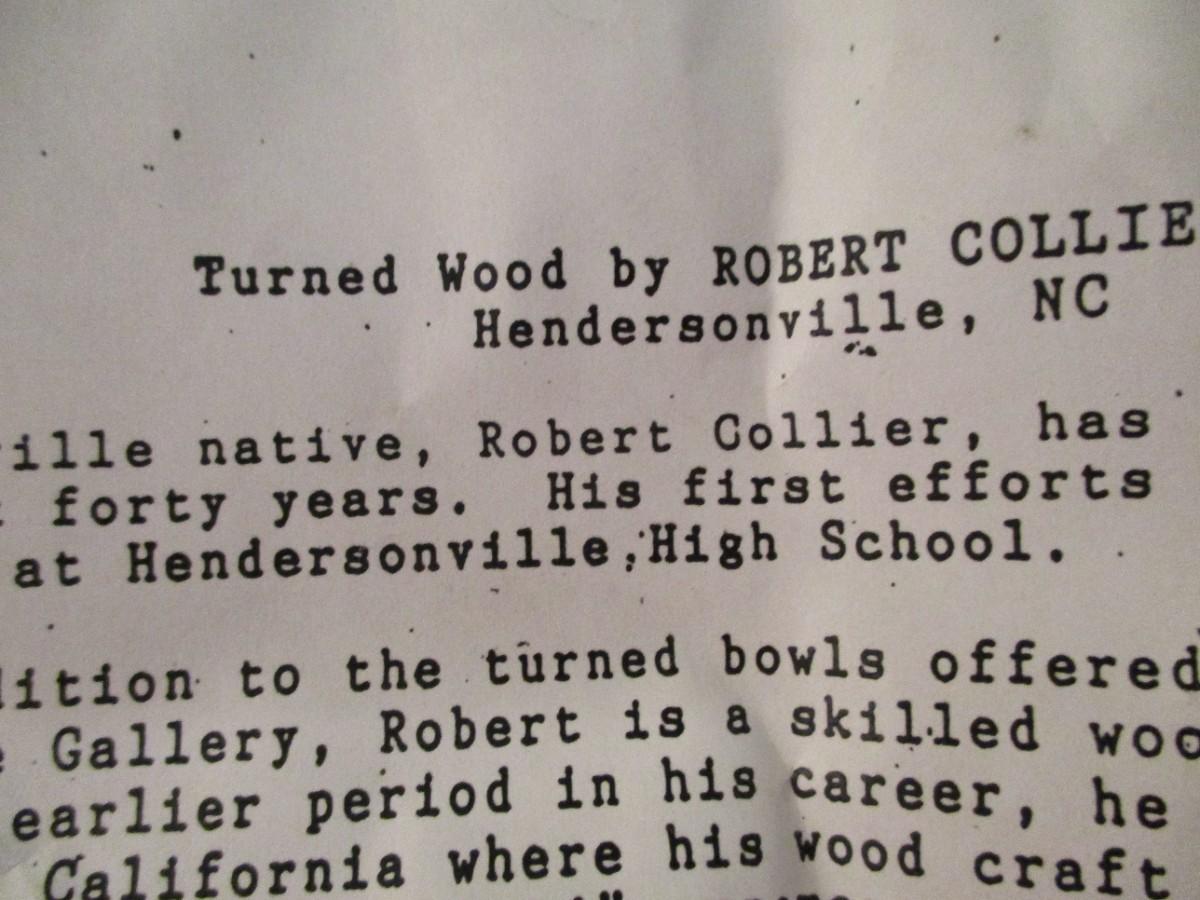 Turned Wood by ROBERT COLLIE
Hendersonville, NC
ille native, Robert Collier, has
forty years. His first efforts
at Hendersonville High School.
dition to the turned bowls offered
Gallery, Robert is a skilled woo
earlier period in his career, he
California where his wood craft